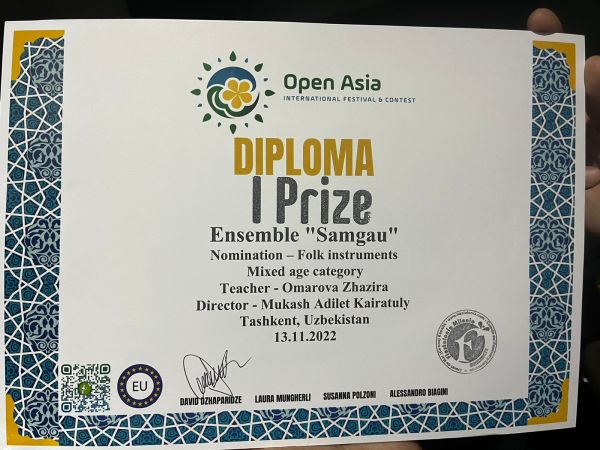 Open Asia
INTERNATIONAL FESTIVAL & CONTEST
DIPLOMA
I Prize
Ensemble "Samgau"
Nomination – Folk instruments
Mixed age category
Teacher - Omarova Zhazira
Director - Mukash Adilet Kairatuly
Tashkent, Uzbekistan
13.11.2022
EU
DAVID DZHAPARIDZE LAURA MUNGHERLI SUSANNA POLZONI ALESSANDRO BIAGINI